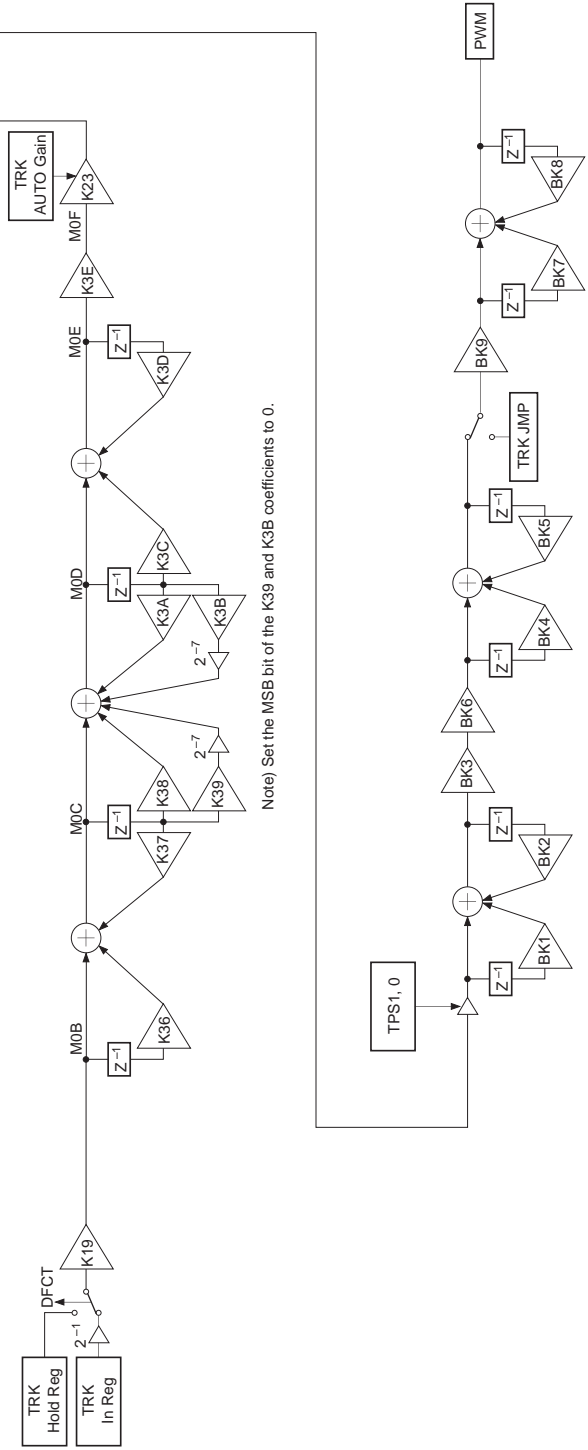 TRK
Hold Reg
TRK
In Reg
2⁻¹
DFCT
K19
M0B
Z⁻¹
K36
K37
M0C
Z⁻¹
K38
K39
2⁻⁷
2⁻⁷
M0D
Z⁻¹
K3A
K3B
K3C
M0E
Z⁻¹
K3D
K3E
M0F
K23
TRK
AUTO Gain
Note) Set the MSB bit of the K39 and K3B coefficients to 0.
TPS1, 0
Z⁻¹
BK1
Z⁻¹
BK2
BK3
BK6
Z⁻¹
BK4
Z⁻¹
BK5
TRK JMP
BK9
Z⁻¹
BK7
Z⁻¹
BK8
PWM